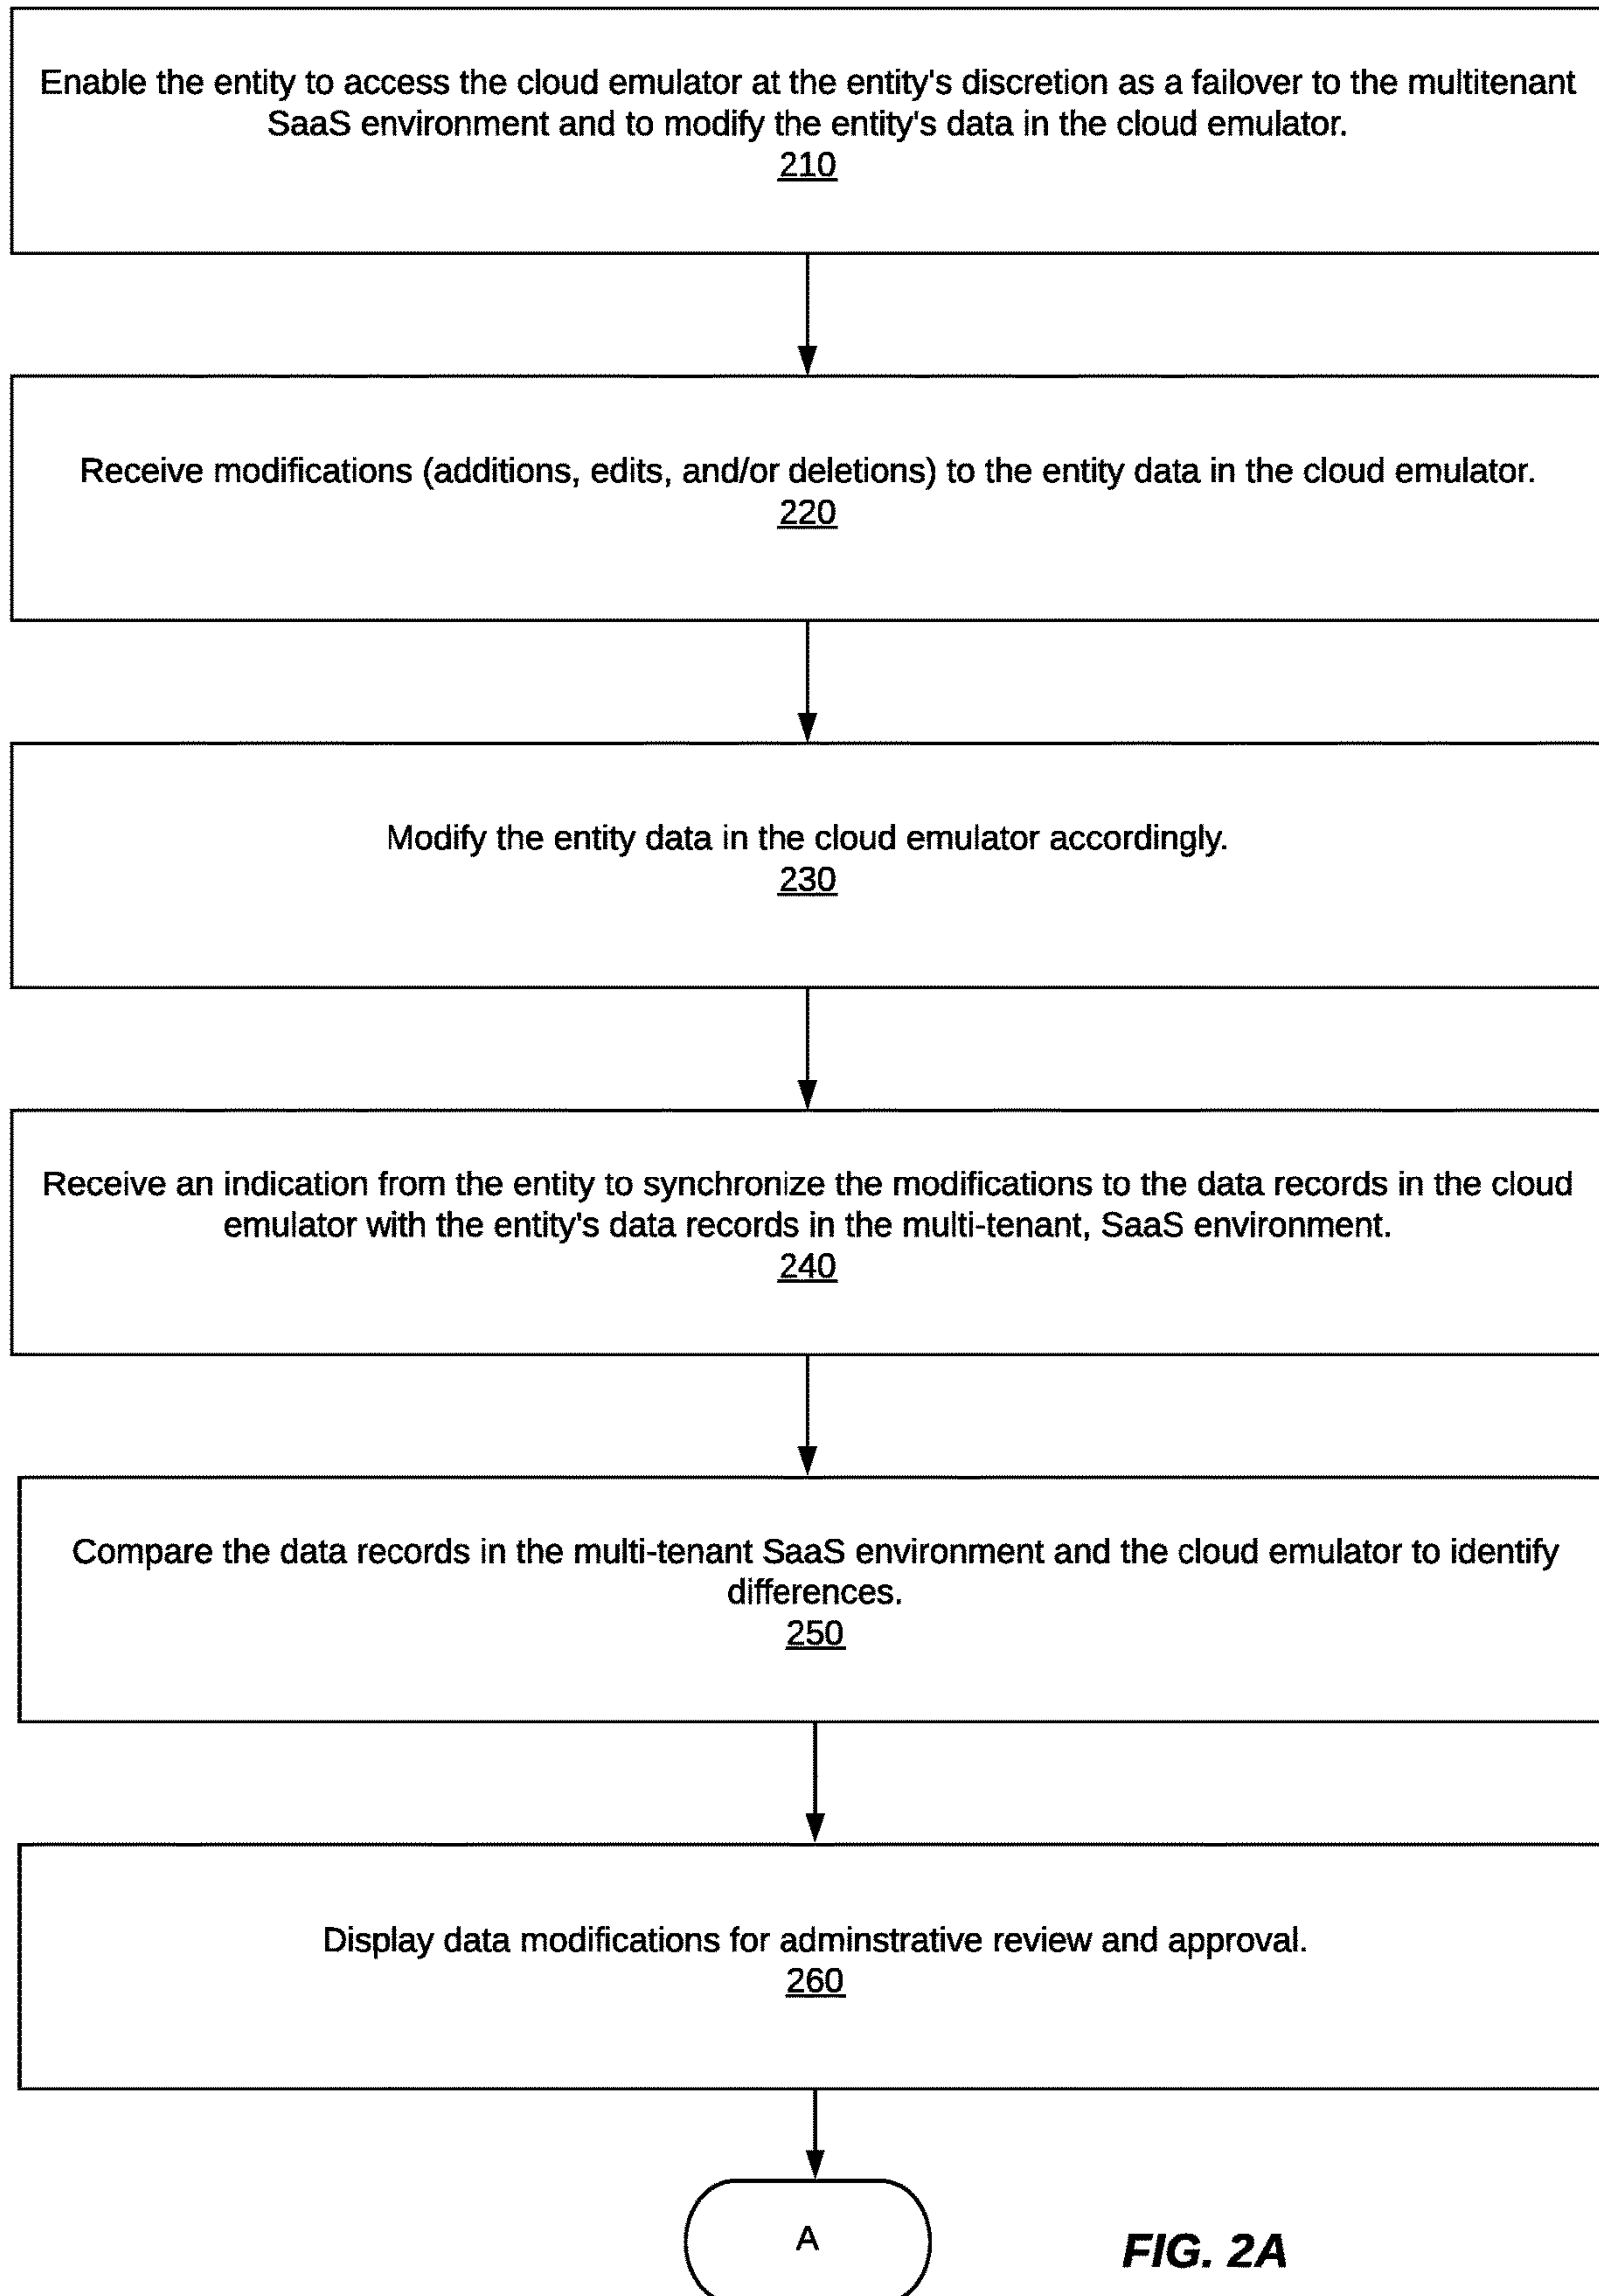 Enable the entity to access the cloud emulator at the entity's discretion as a failover to the multitenant
SaaS environment and to modify the entity's data in the cloud emulator.
210
Receive modifications (additions, edits, and/or deletions) to the entity data in the cloud emulator.
220
Modify the entity data in the cloud emulator accordingly.
230
Receive an indication from the entity to synchronize the modifications to the data records in the cloud
emulator with the entity's data records in the multi-tenant, SaaS environment.
240
Compare the data records in the multi-tenant SaaS environment and the cloud emulator to identify
differences.
250
Display data modifications for adminstrative review and approval.
260
A
FIG. 2A